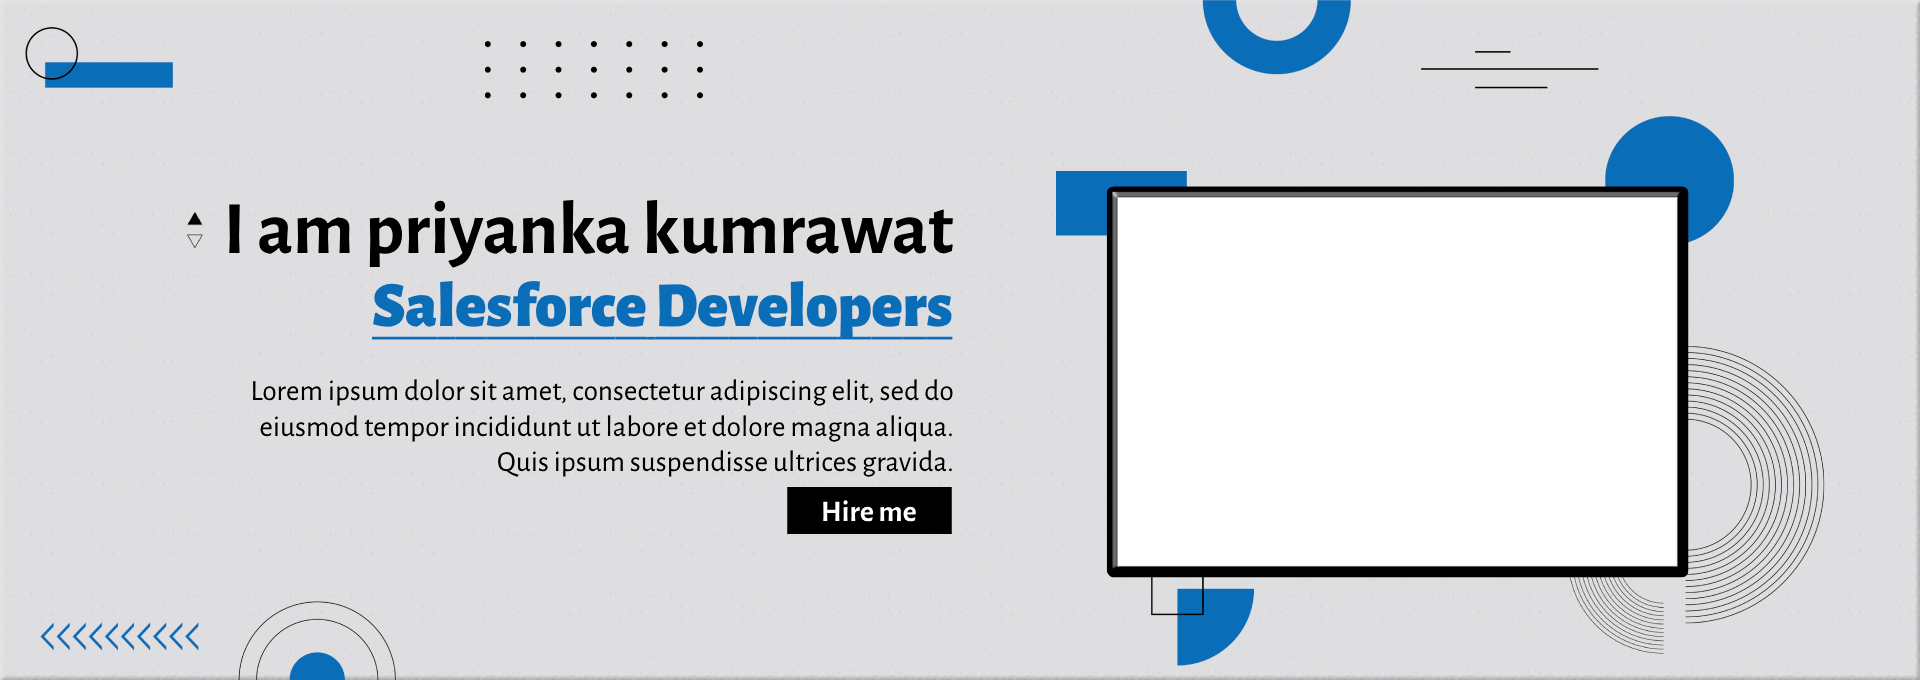 I am priyanka kumrawat
Salesforce Developers
Lorem ipsum dolor sit amet, consectetur adipiscing elit, sed do
eiusmod tempor incididunt ut labore et dolore magna aliqua.
Quis ipsum suspendisse ultrices gravida.
Hire me